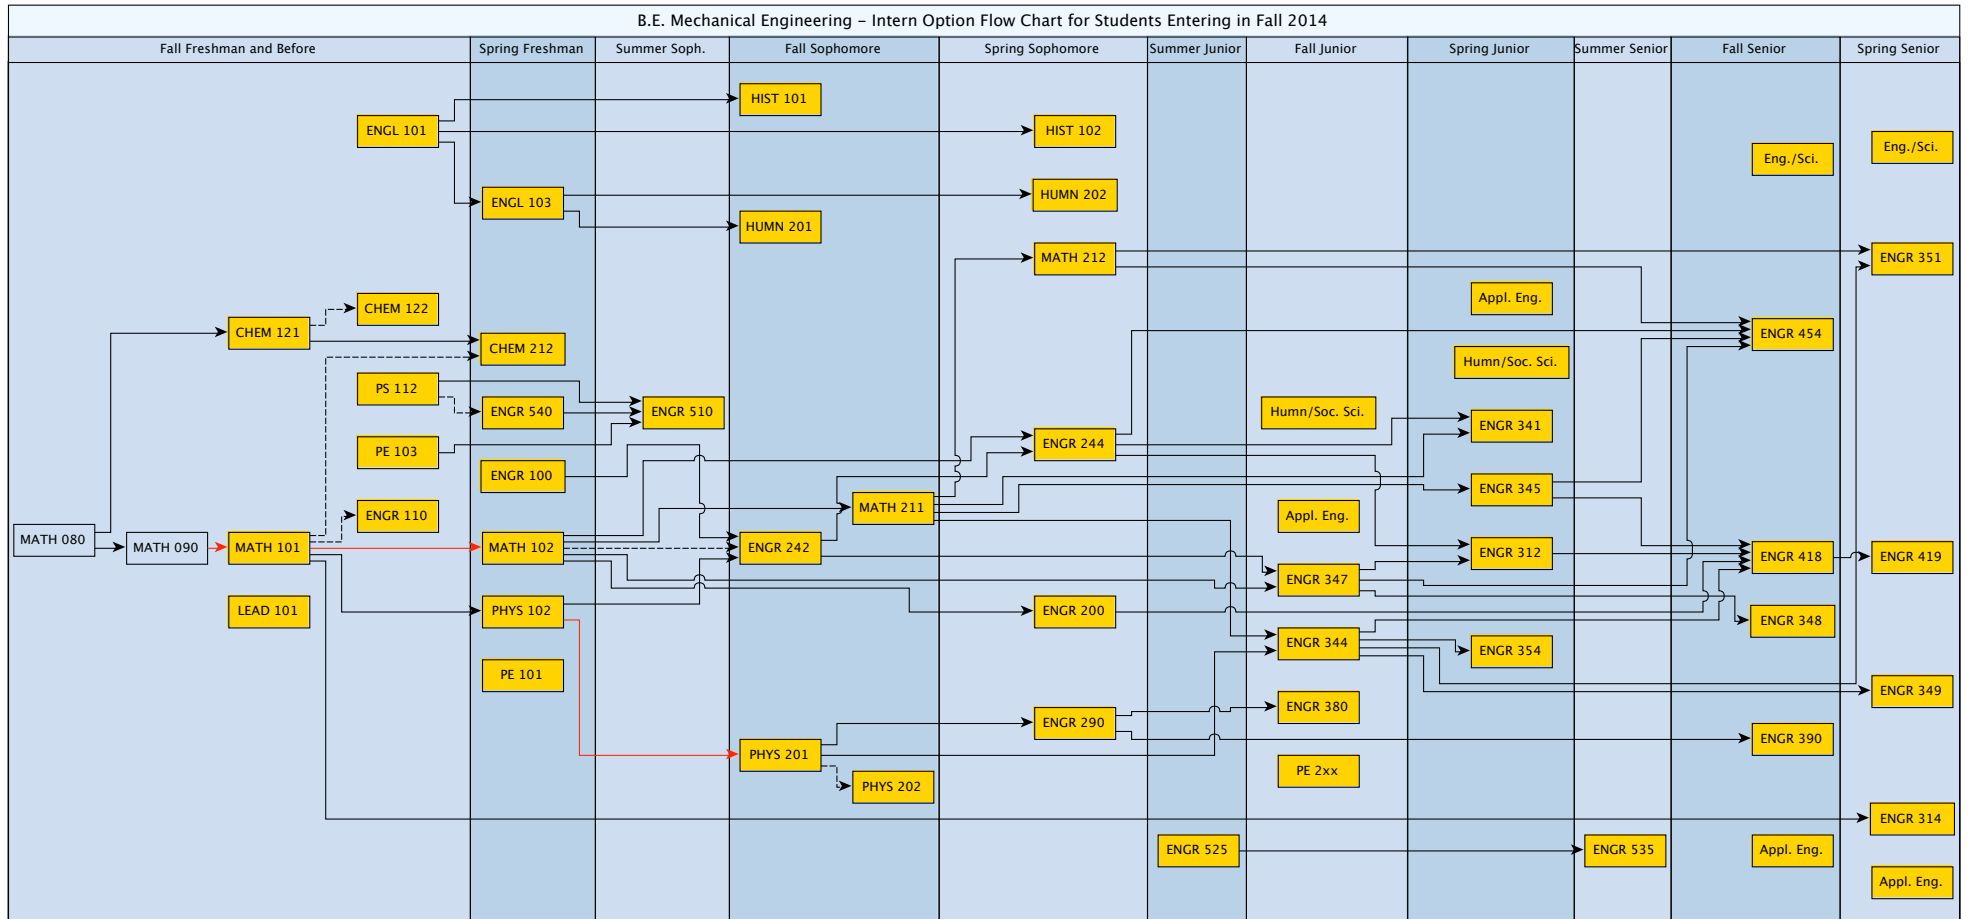 B.E. Mechanical Engineering – Intern Option Flow Chart for Students Entering in Fall 2014
Fall Freshman and Before
Spring Freshman
Summer Soph.
Fall Sophomore
Spring Sophomore
Summer Junior
Fall Junior
Spring Junior
Summer Senior
Fall Senior
Spring Senior
MATH 080
MATH 090
CHEM 121
MATH 101
LEAD 101
ENGL 101
CHEM 122
PS 112
PE 103
ENGR 110
ENGL 103
CHEM 212
ENGR 540
ENGR 100
MATH 102
PHYS 102
PE 101
ENGR 510
HIST 101
HUMN 201
MATH 211
ENGR 242
PHYS 201
PHYS 202
HIST 102
HUMN 202
MATH 212
ENGR 244
ENGR 200
ENGR 290
ENGR 525
Humn/Soc. Sci.
Appl. Eng.
ENGR 347
ENGR 344
ENGR 380
PE 2xx
Appl. Eng.
Humn/Soc. Sci.
ENGR 341
ENGR 345
ENGR 312
ENGR 354
ENGR 535
Eng./Sci.
ENGR 454
ENGR 418
ENGR 348
ENGR 390
Appl. Eng.
Eng./Sci.
ENGR 351
ENGR 419
ENGR 349
ENGR 314
Appl. Eng.